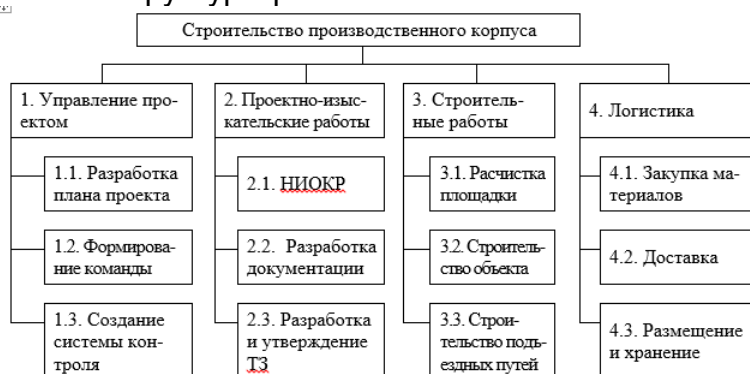 Строительство производственного корпуса
1. Управление про-
ектом
1.1. Разработка
плана проекта
1.2. Формирова-
ние команды
1.3. Создание
системы кон-
троля
2. Проектно-изыс-
кательские работы
2.1. НИОКР
2.2. Разработка
документации
2.3. Разработка
и утверждение
ТЗ
3. Строитель-
ные работы
3.1. Расчистка
площадки
3.2. Строитель-
ство объекта
3.3. Строи-
тельство подъ-
ездных путей
4. Логистика
4.1. Закупка ма-
териалов
4.2. Доставка
4.3. Размещение
и хранение